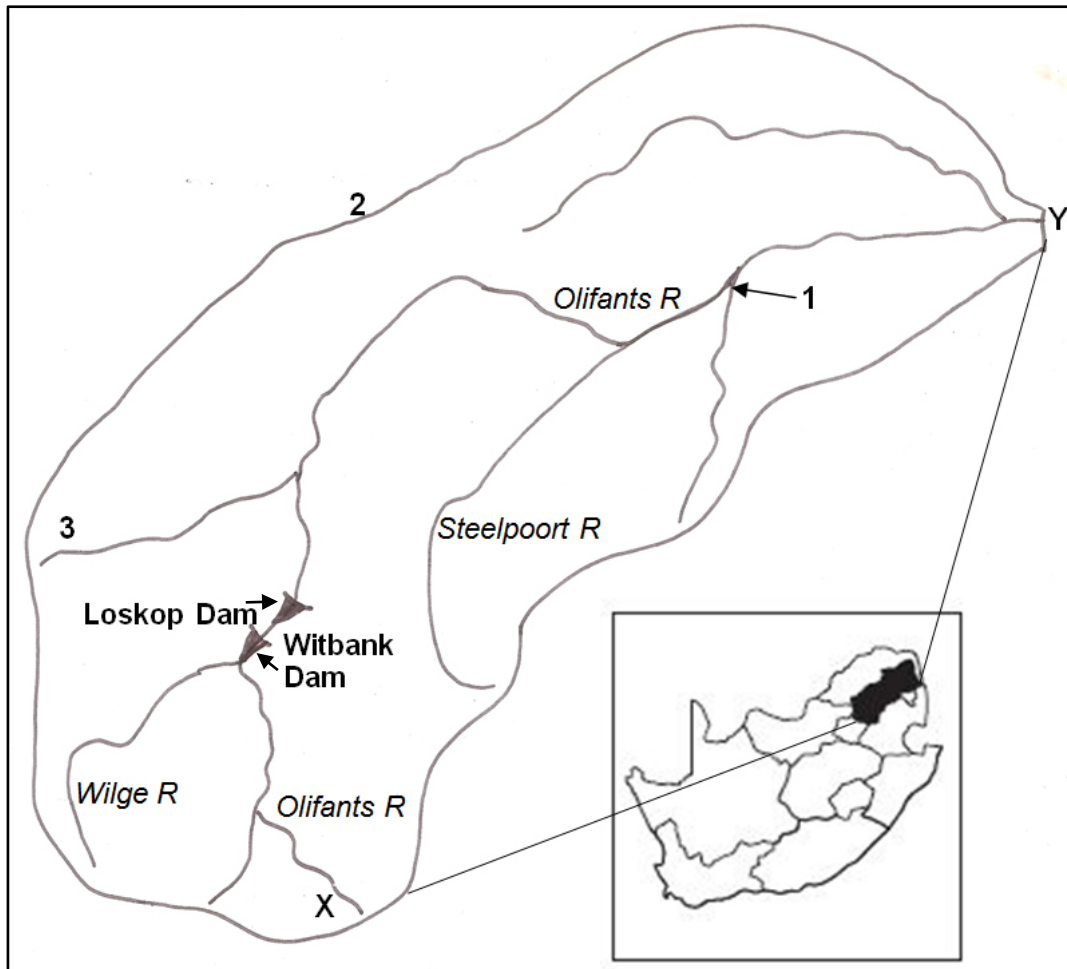 2
Y
Olifants R
1
3
Steelpoort R
Loskop Dam
Witbank
Dam
Wilge R
Olifants R
X